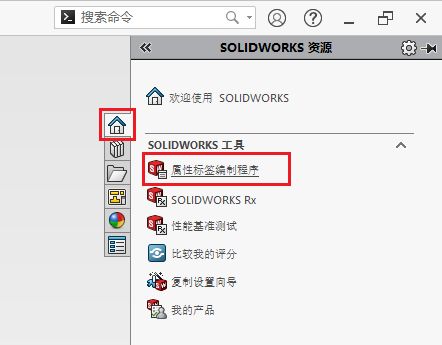 搜索命令
SOLIDWORKS 资源
欢迎使用 SOLIDWORKS
SOLIDWORKS 工具
属性标签编制程序
SOLIDWORKS Rx
性能基准测试
比较我的评分
复制设置向导
我的产品